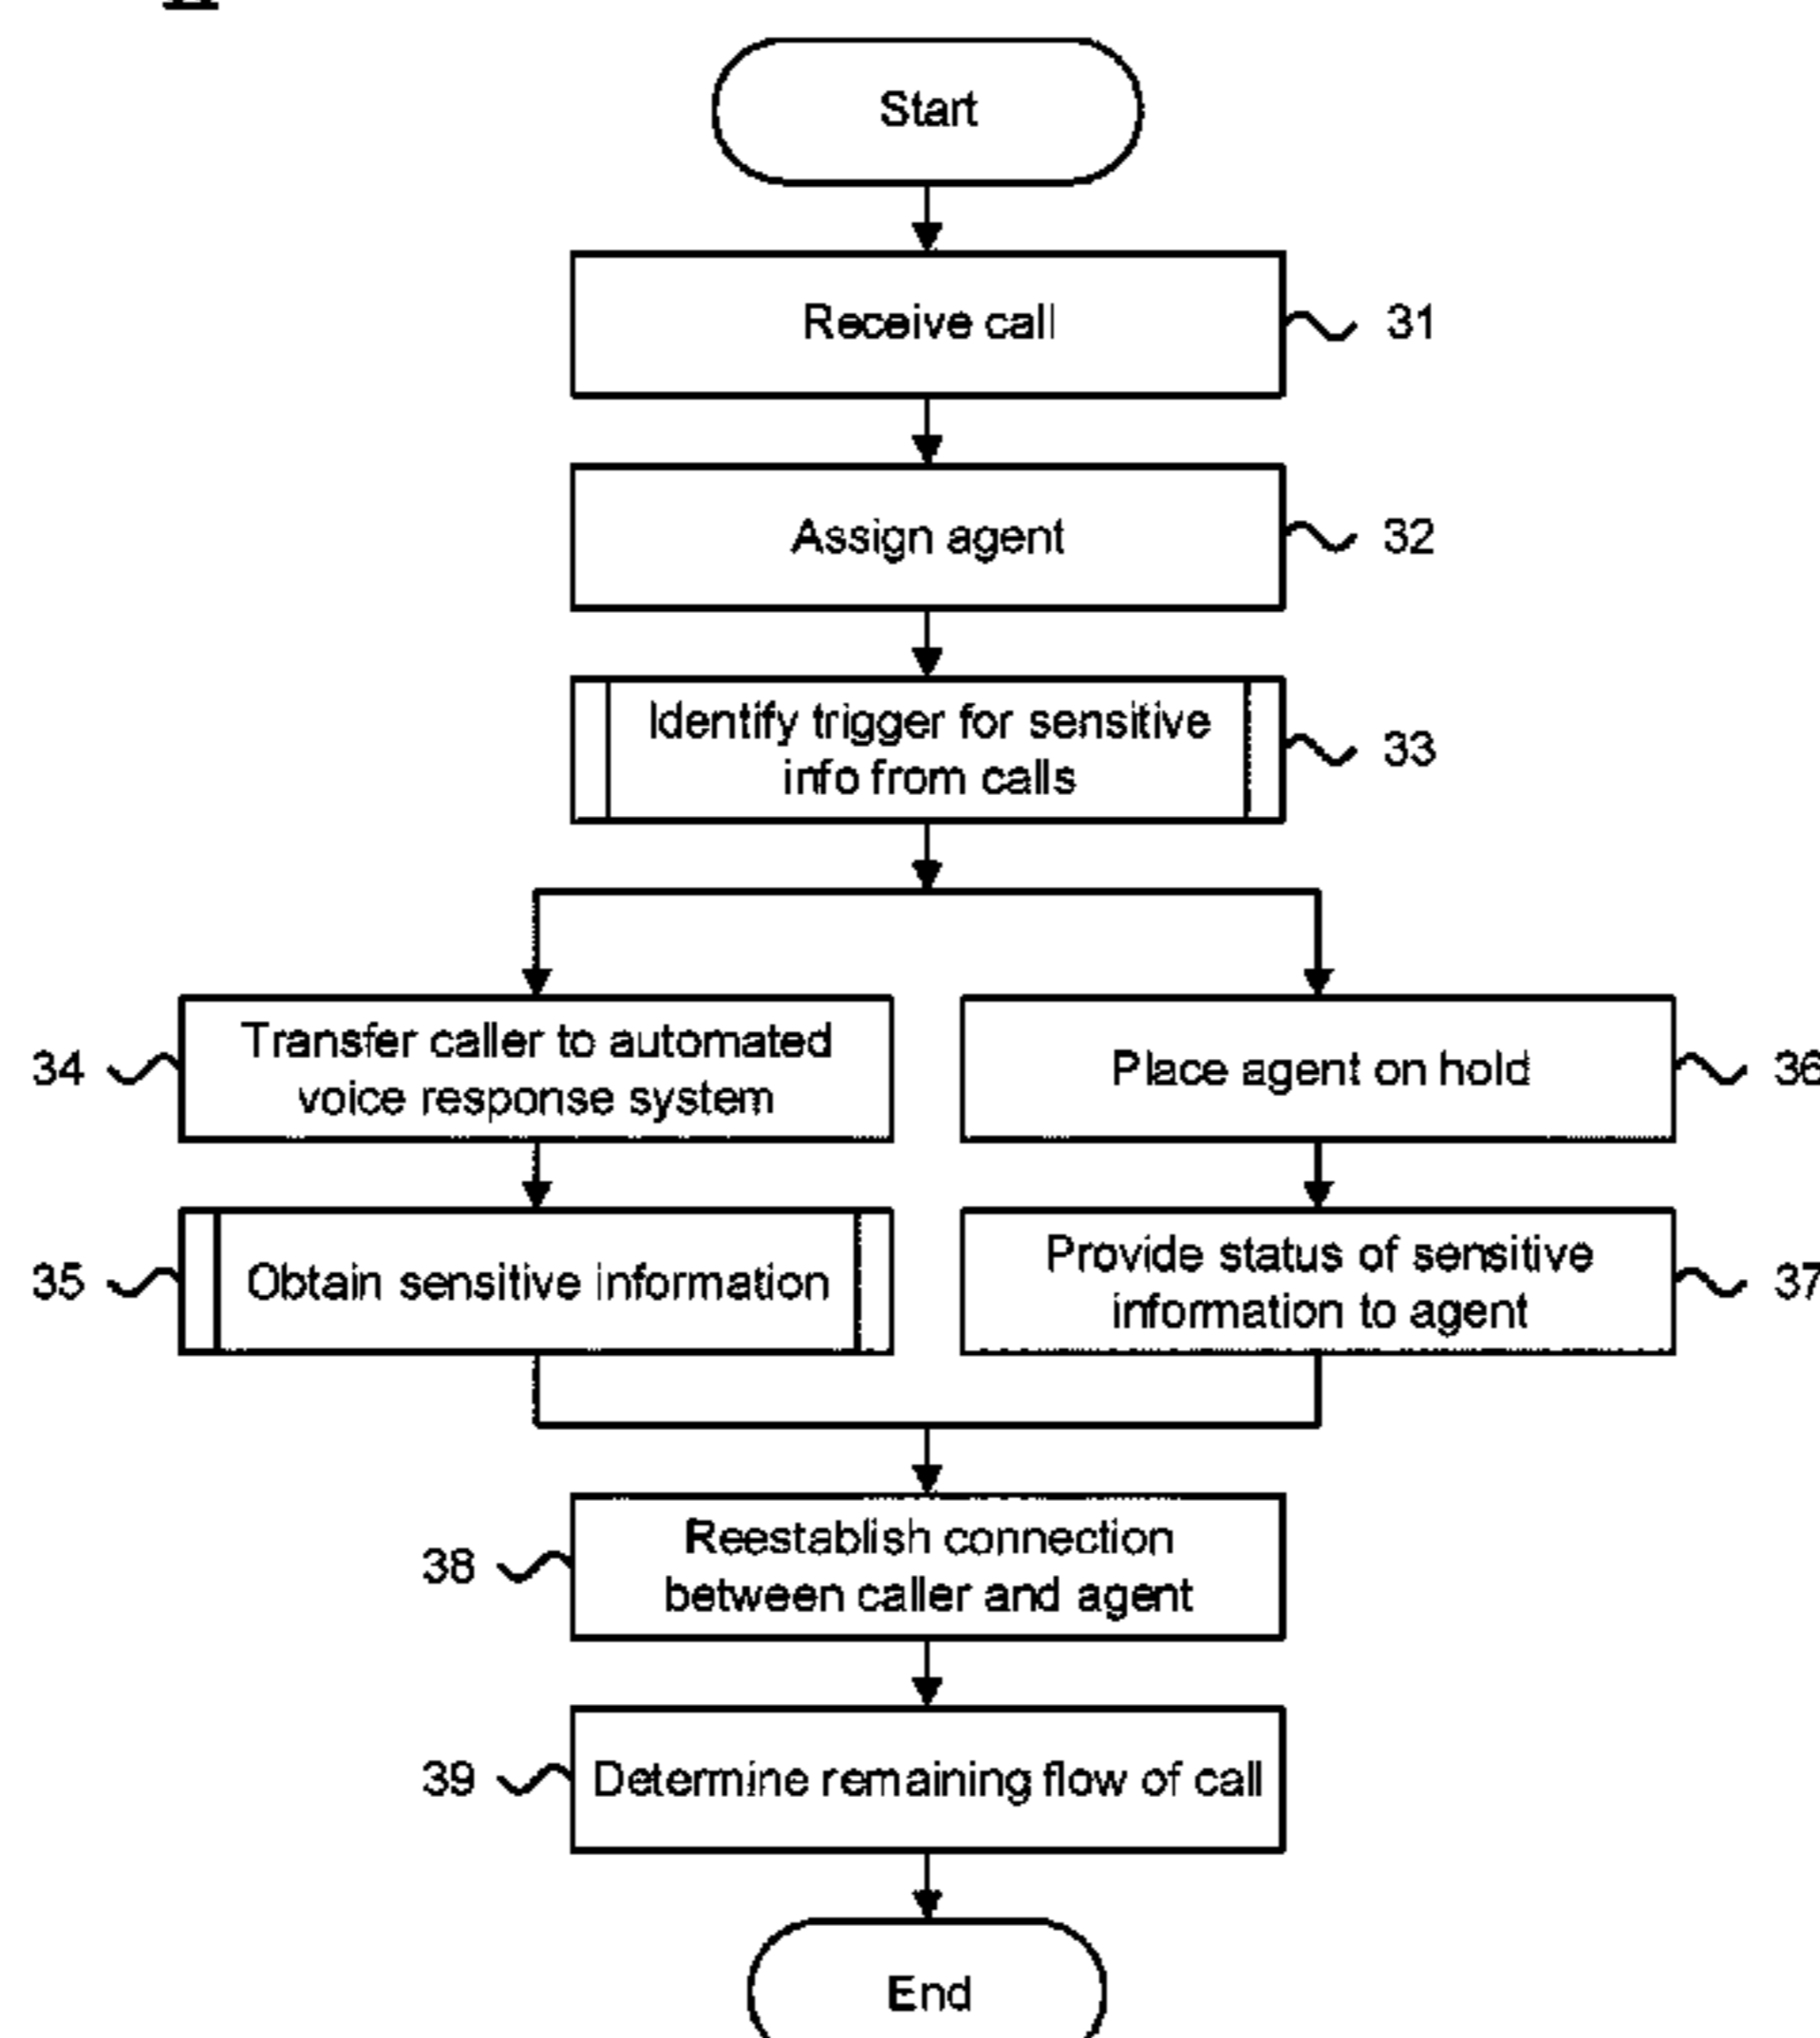 Start
Receive call
31
Assign agent
32
Identify trigger for sensitive
info from calls
33
34
Transfer caller to automated
voice response system
Place agent on hold
36
35
Obtain sensitive information
Provide status of sensitive
information to agent
37
38
Reestablish connection
between caller and agent
39
Determine remaining flow of call
End